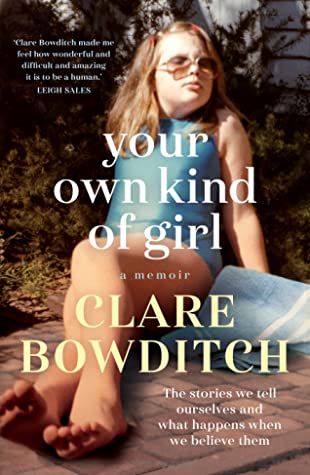 ‘Clare Bowditch made me
feel how wonderful and
difficult and amazing
it is to be a human.’
LEIGH SALES
your
own kind
of girl
a memoir
CLARE
BOWDITCH
The stories we tell
ourselves and
what happens when
we believe them